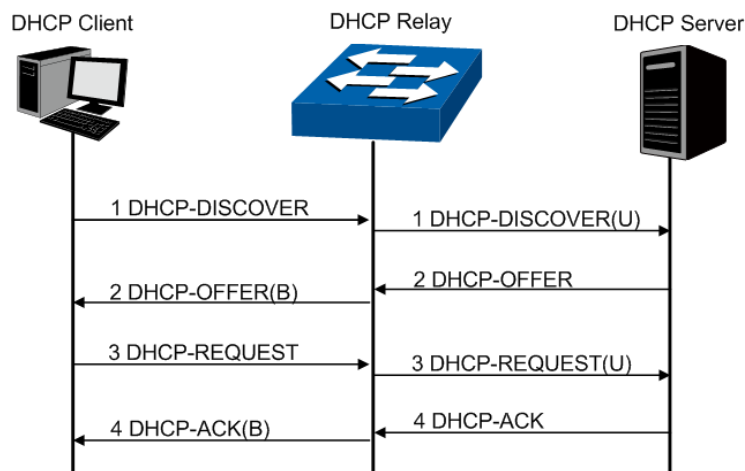 DHCP Client
DHCP Relay
DHCP Server
1 DHCP-DISCOVER
1 DHCP-DISCOVER(U)
2 DHCP-OFFER
2 DHCP-OFFER(B)
3 DHCP-REQUEST
3 DHCP-REQUEST(U)
4 DHCP-ACK
4 DHCP-ACK(B)